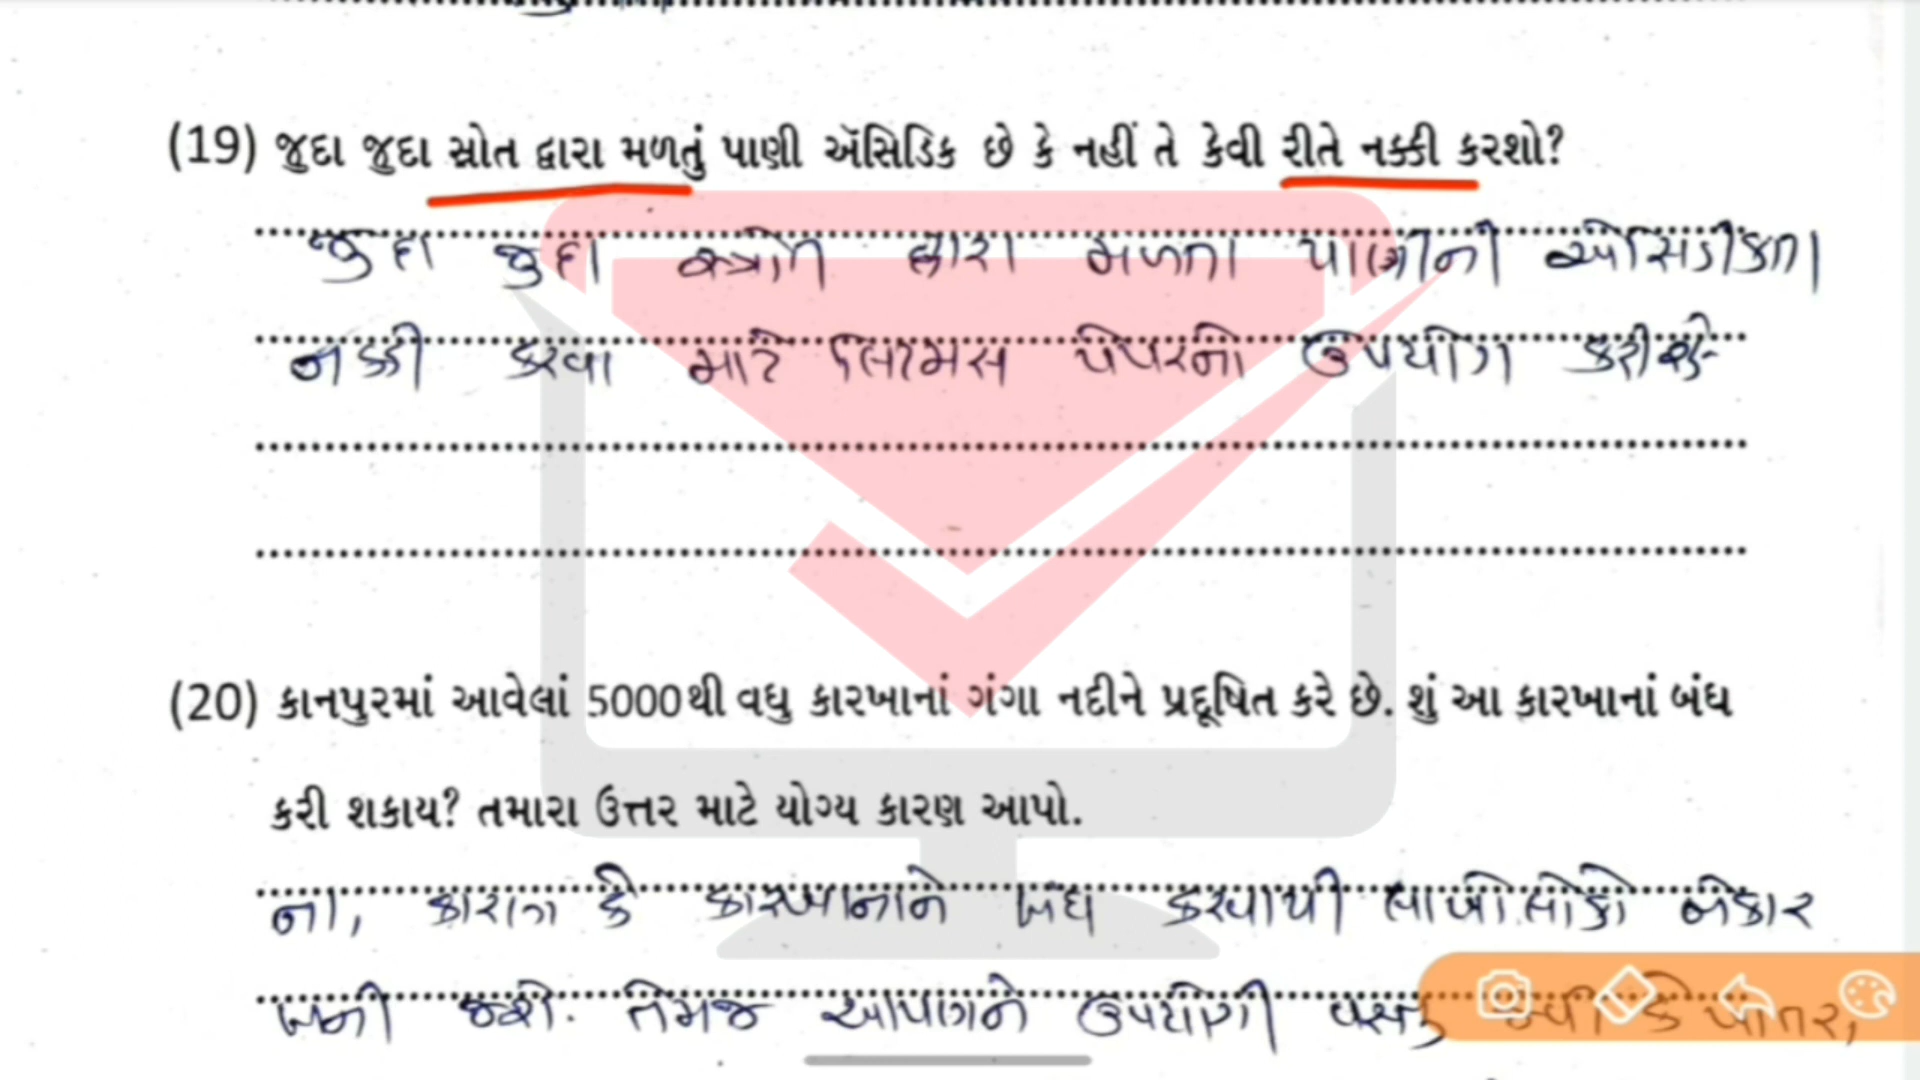 (19) જુદા જુદા સ્રોત દ્વારા મળતું પાણી ઍસિડિક છે કે નહીં તે કેવી રીતે નક્કી કરશો?
જુદા જુદા સ્ત્રોત દ્વારા મળતા પાણીની એસિડીકતા
નક્કી કરવા માટે લિટમસ પેપરનો ઉપયોગ કરીશું
(20) કાનપુરમાં આવેલાં 5000થી વધુ કારખાનાં ગંગા નદીને પ્રદૂષિત કરે છે. શું આ કારખાનાં બંધ
કરી શકાય? તમારા ઉત્તર માટે યોગ્ય કારણ આપો.
ના, કારણ કે કારખાનાને બંધ કરવાથી લાખો લોકો બેકાર
બની જશે. તેમજ આપણને ઉપયોગી વસ્તુ જેવી કે ખાતર,